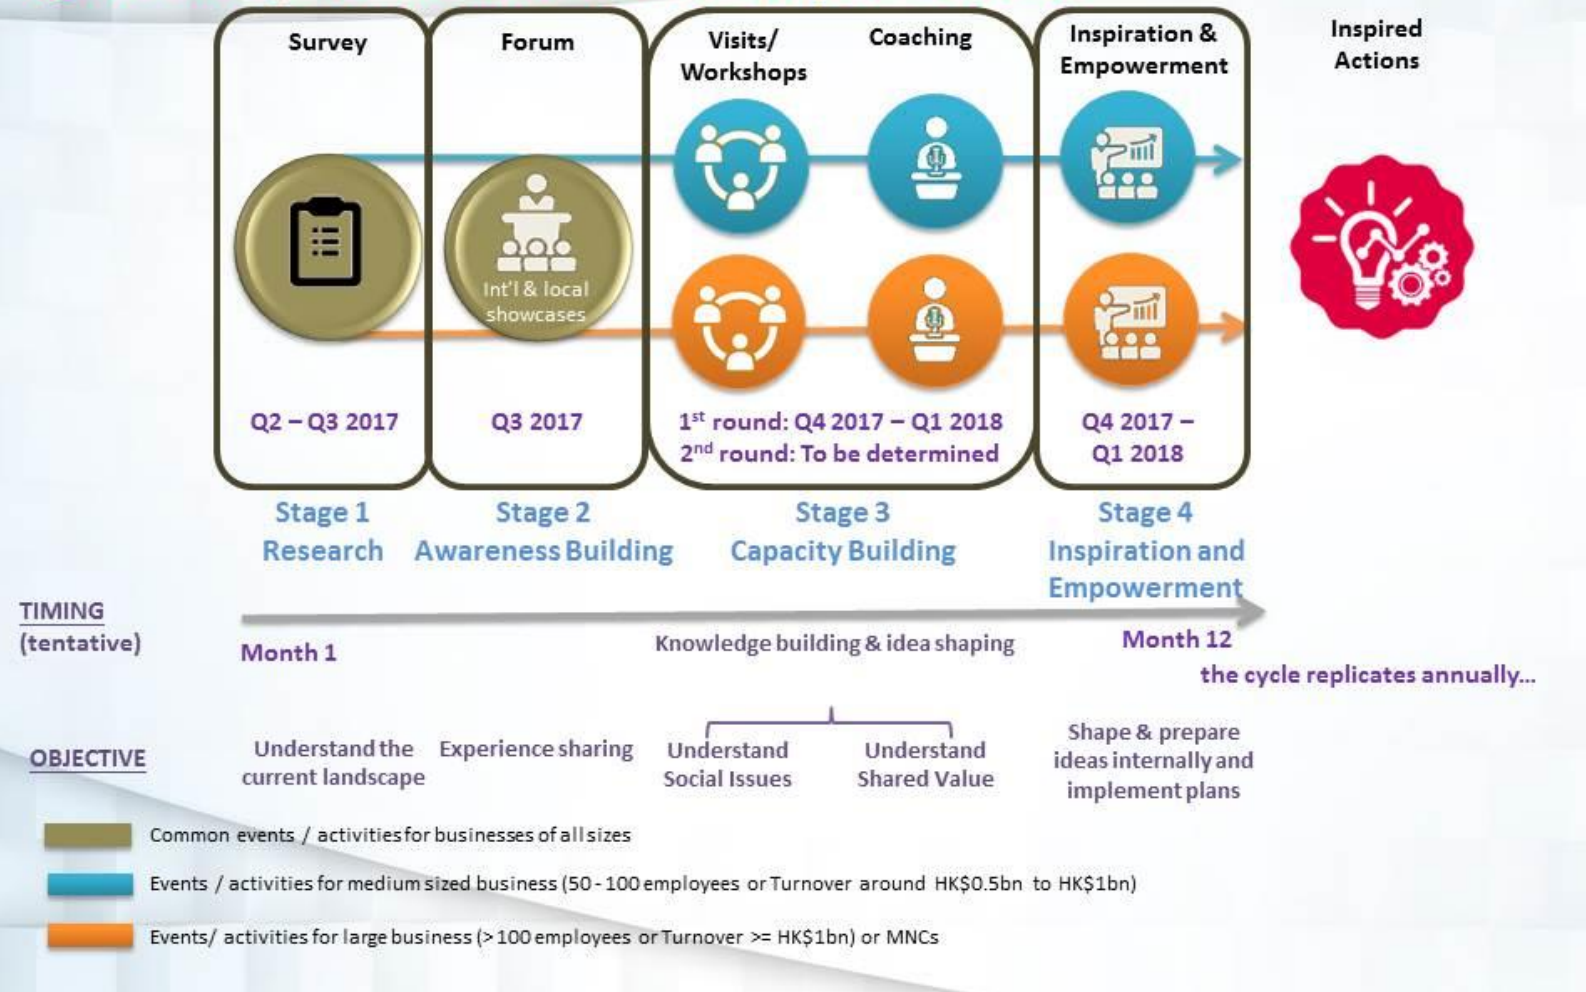 Survey
Forum
Visits/
Workshops
Coaching
Inspiration &
Empowerment
Inspired
Actions
Int'l & local
showcases
Q2 – Q3 2017
Q3 2017
1st round: Q4 2017 – Q1 2018
2nd round: To be determined
Q4 2017 –
Q1 2018
Stage 1
Research
Stage 2
Awareness Building
Stage 3
Capacity Building
Stage 4
Inspiration and
Empowerment
TIMING
(tentative)
Month 1
Knowledge building & idea shaping
Month 12
the cycle replicates annually...
OBJECTIVE
Understand the
current landscape
Experience sharing
Understand
Social Issues
Understand
Shared Value
Shape & prepare
ideas internally and
implement plans
Common events / activities for businesses of all sizes
Events / activities for medium sized business (50 - 100 employees or Turnover around HK$0.5bn to HK$1bn)
Events/ activities for large business (> 100 employees or Turnover >= HK$1bn) or MNCs